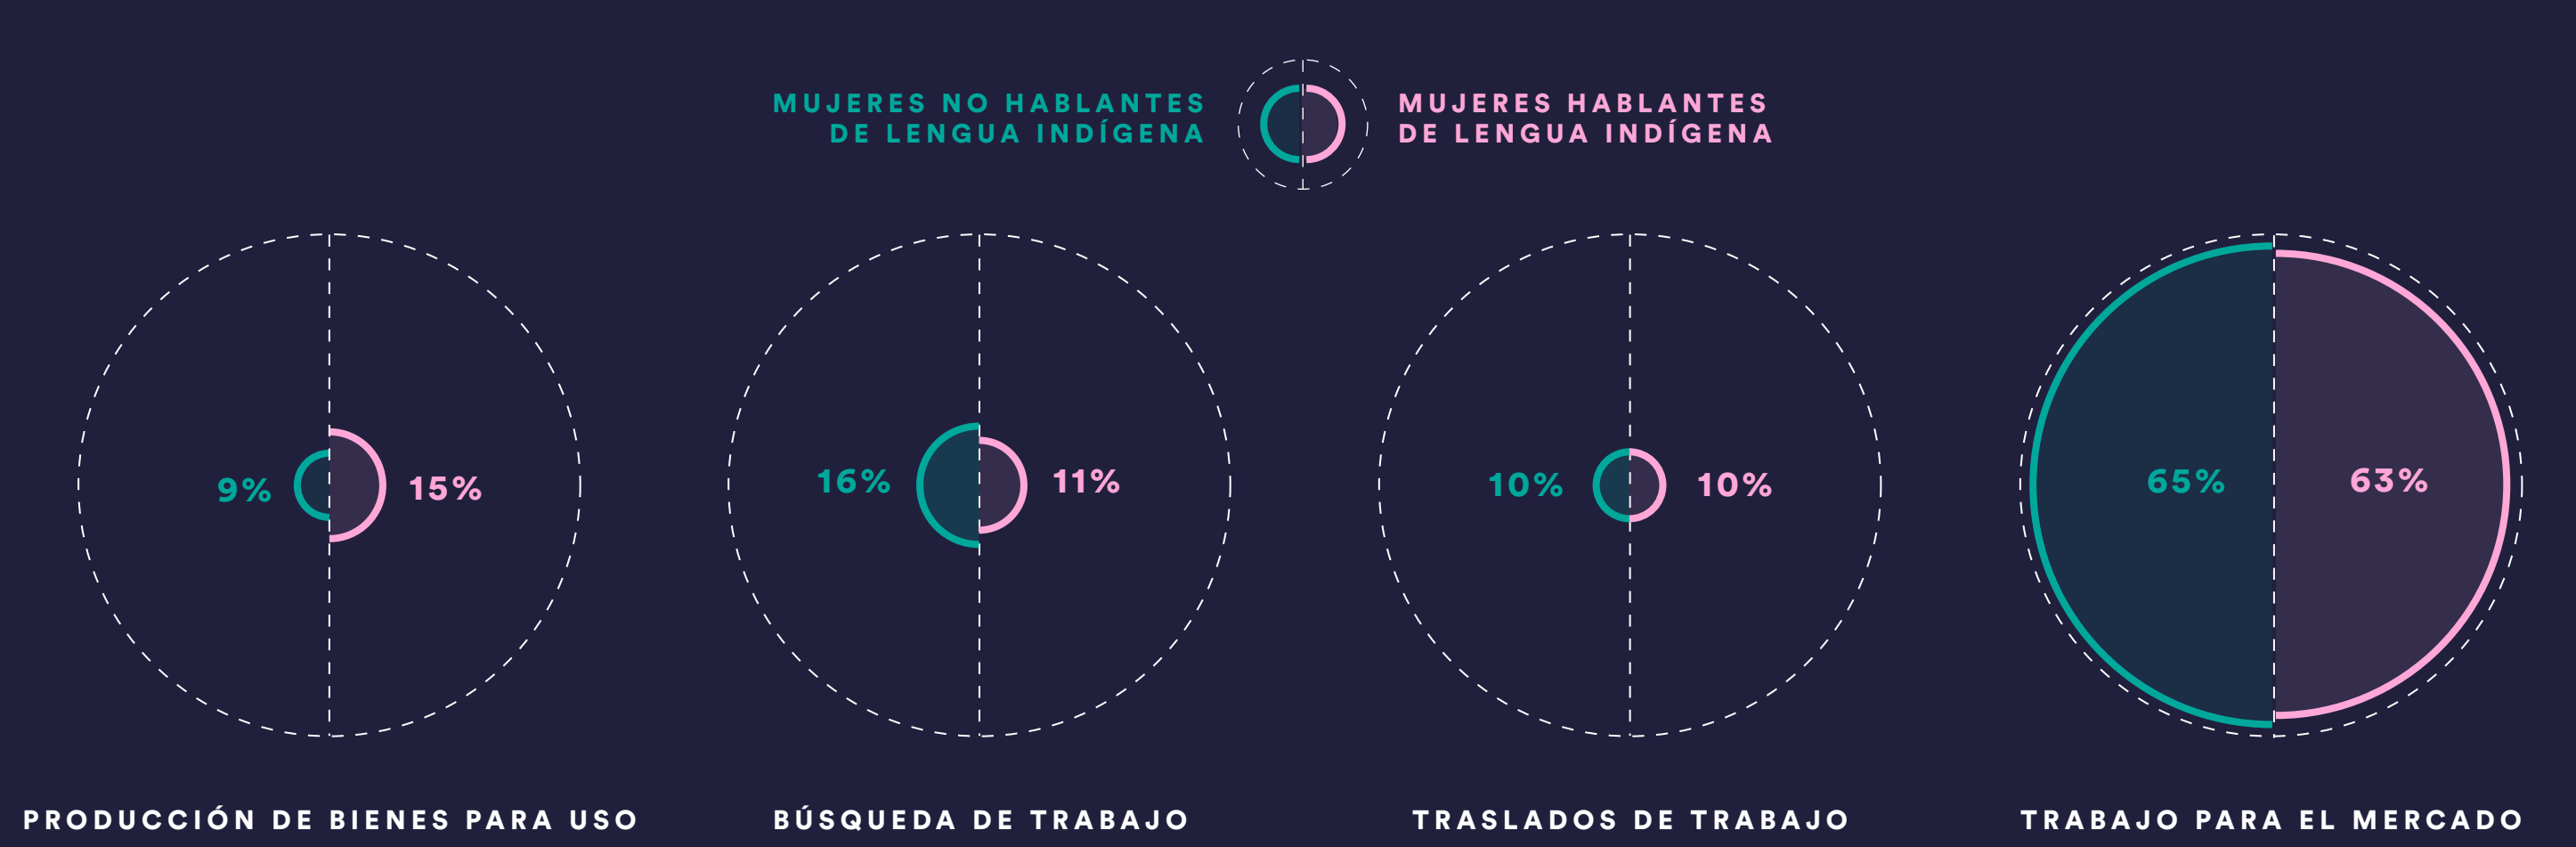 MUJERES NO HABLANTES
DE LENGUA INDÍGENA
MUJERES HABLANTES
DE LENGUA INDÍGENA
9%
15%
16%
11%
10%
10%
65%
63%
PRODUCCIÓN DE BIENES PARA USO
BÚSQUEDA DE TRABAJO
TRASLADOS DE TRABAJO
TRABAJO PARA EL MERCADO